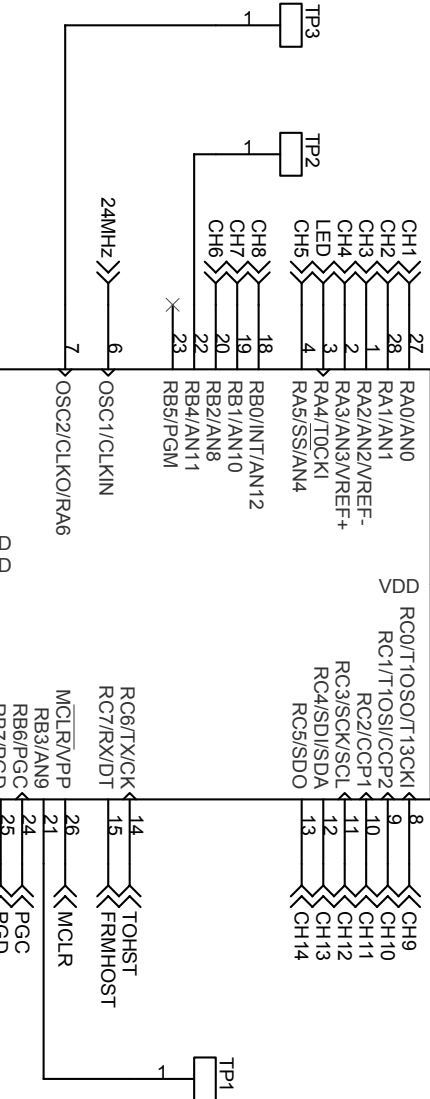 CH1 27 RA0/AN0
CH2 28 RA1/AN1
CH3 1 RA2/AN2/VREF-
CH4 2 RA3/AN3/VREF+
LED 3 RA4/T0CKI
CH5 4 RA5/SS/AN4
CH8 18 RB0/INT/AN12
CH7 19 RB1/AN10
CH6 20 RB2/AN8
22 RB4/AN11
23 RB5/PGM
24MHz 6 OSC1/CLKIN
7 OSC2/CLKO/RA6
TP3
1
TP2
1
VDD
RC0/T1OSO/T13CKI 8 CH9
RC1/T1OSI/CCP2 9 CH10
RC2/CCP1 10 CH11
RC3/SCK/SCL 11 CH12
RC4/SDI/SDA 12 CH13
RC5/SDO 13 CH14
RC6/TX/CK 14 TOHST
RC7/RX/DT 15 FRMHOST
MCLR/VPP 26 MCLR
RB3/AN9 21
RB6/PGC 24 PGC
RB7/PGD 25 PGD
TP1
1
D
D